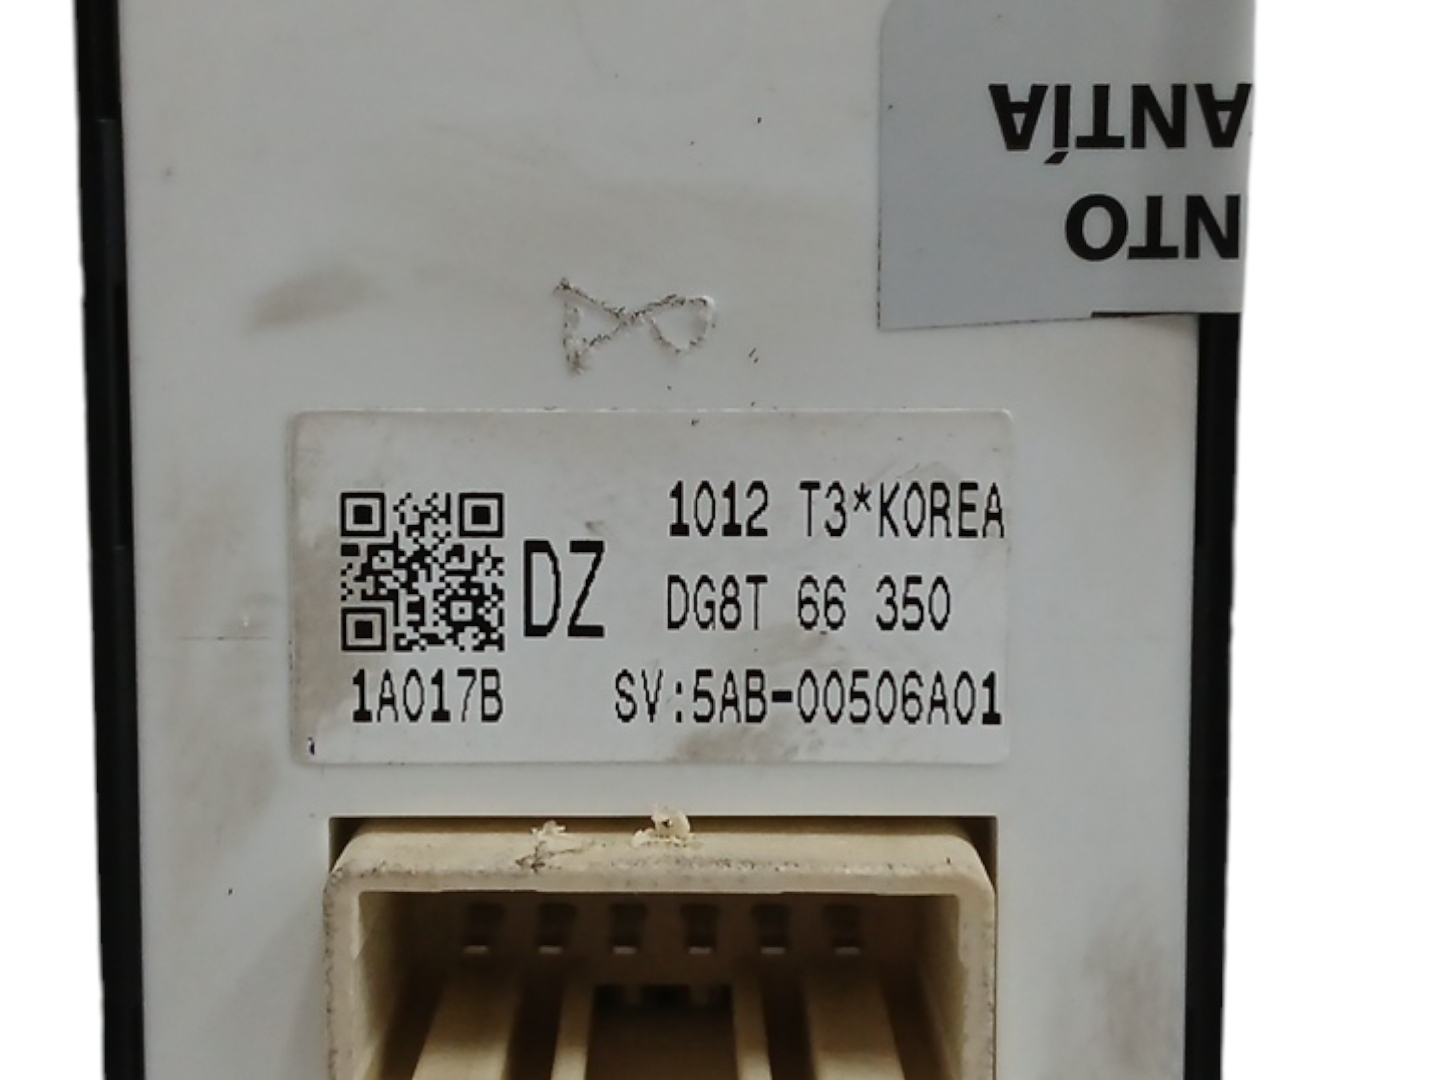 ANTÍA
NTO
1012 T3*KOREA
DZ
DG8T 66 350
1A017B
SV:5AB-00506A01